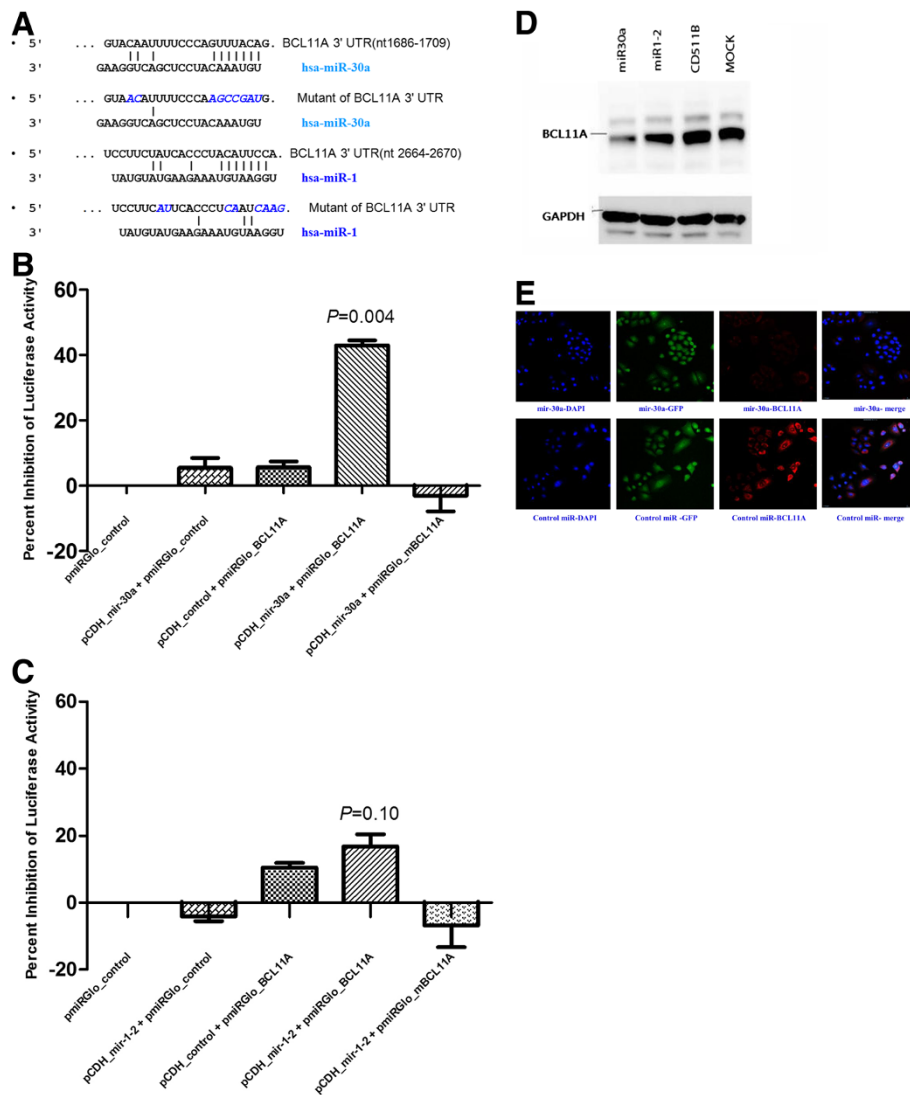 A
• 5' ... GUACAAUUUUCCCAGUUUACAG. BCL11A 3' UTR(nt1686-1709)
3' GAAGGUCAGCUCCUACAAAUGU hsa-miR-30a
GUAACAUUUUCCCAAGCCGAUG. Mutant of BCL11A 3' UTR
3' GAAGGUCAGCUCCUACAAAUGU hsa-miR-30a
• 5' ... UCCUUCUAUCACCCUACAUUCCA. BCL11A 3' UTR(nt 2664-2670)
3' UAUGUAUGAAGAAAUGUAAGGU hsa-miR-1
• 5' ... UCCUUCAUUCACCCUCAAUCAAG. Mutant of BCL11A 3' UTR
3' UAUGUAUGAAGAAAUGUAAGGU hsa-miR-1
B
Percent Inhibition of Luciferase Activity
60
40
20
0
-20
P=0.004
pmiRGlo_control
pCDH_mir-30a + pmiRGlo_control
pCDH_control + pmiRGlo_BCL11A
pCDH_mir-30a + pmiRGlo_BCL11A
pCDH_mir-30a + pmiRGlo_mBCL11A
C
Percent Inhibition of Luciferase Activity
60
40
20
0
-20
P=0.10
pmiRGlo_control
pCDH_mir-1-2 + pmiRGlo_control
pCDH_control + pmiRGlo_BCL11A
pCDH_mir-1-2 + pmiRGlo_BCL11A
pCDH_mir-1-2 + pmiRGlo_mBCL11A
D
miR30a
miR1-2
CD511B
MOCK
BCL11A
GAPDH
E
mir-30a-DAPI mir-30a-GFP mir-30a-BCL11A mir-30a- merge
Control miR-DAPI Control miR -GFP Control miR-BCL11A Control miR- merge